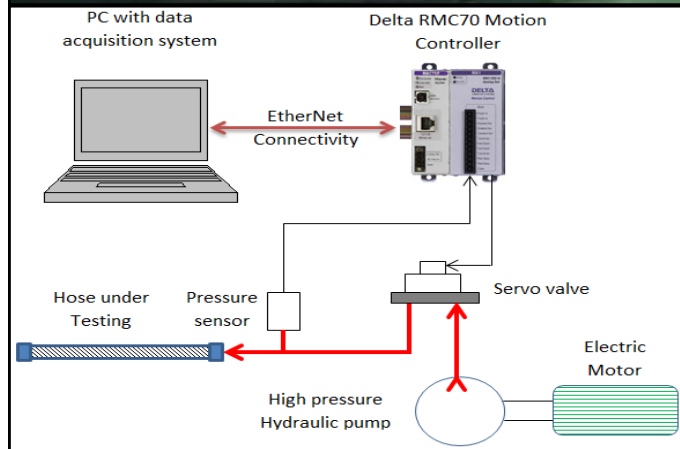 PC with data
acquisition system
Delta RMC70 Motion
Controller
EtherNet
Connectivity
DELTA
Hose under
Testing
Pressure
sensor
Servo valve
High pressure
Hydraulic pump
Electric
Motor